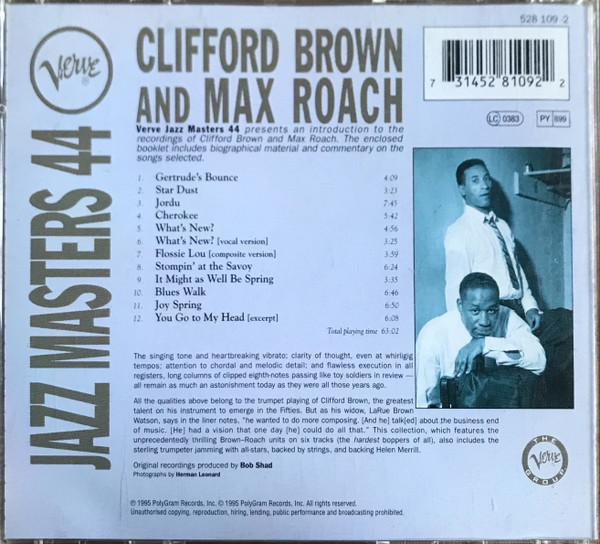 528 109-2
Verve
®
CLIFFORD BROWN
AND MAX ROACH
7 31452 81092 2
LC 0383
PY 899
JAZZ MASTERS 44
Verve Jazz Masters 44 presents an introduction to the
recordings of Clifford Brown and Max Roach. The enclosed
booklet includes biographical material and commentary on the
songs selected.
1. Gertrude's Bounce 4:09
2. Star Dust 3:23
3. Jordu 7:45
4. Cherokee 5:42
5. What's New? 4:56
6. What's New? [vocal version] 3:25
7. Flossie Lou [composite version] 3:59
8. Stompin' at the Savoy 6:24
9. It Might as Well Be Spring 3:35
10. Blues Walk 6:46
11. Joy Spring 6:50
12. You Go to My Head [excerpt] 6:08
Total playing time 63:02
The singing tone and heartbreaking vibrato; clarity of thought, even at whirligig
tempos; attention to chordal and melodic detail; and flawless execution in all
registers, long columns of clipped eighth-notes passing like toy soldiers in review —
all remain as much an astonishment today as they were all those years ago.
All the qualities above belong to the trumpet playing of Clifford Brown, the greatest
talent on his instrument to emerge in the Fifties. But as his widow, LaRue Brown
Watson, says in the liner notes, "he wanted to do more composing. [And he] talk[ed] about the business end
of music. [He] had a vision that one day [he] could do all that." This collection, which features the
unprecedentedly thrilling Brown–Roach units on six tracks (the hardest boppers of all), also includes the
sterling trumpeter jamming with all-stars, backed by strings, and backing Helen Merrill.
Original recordings produced by Bob Shad
Photographs by Herman Leonard
THE
Verve
GROUP
℗ 1995 PolyGram Records, Inc. © 1995 PolyGram Records, Inc. All rights reserved.
Unauthorised copying, reproduction, hiring, lending, public performance and broadcasting prohibited.